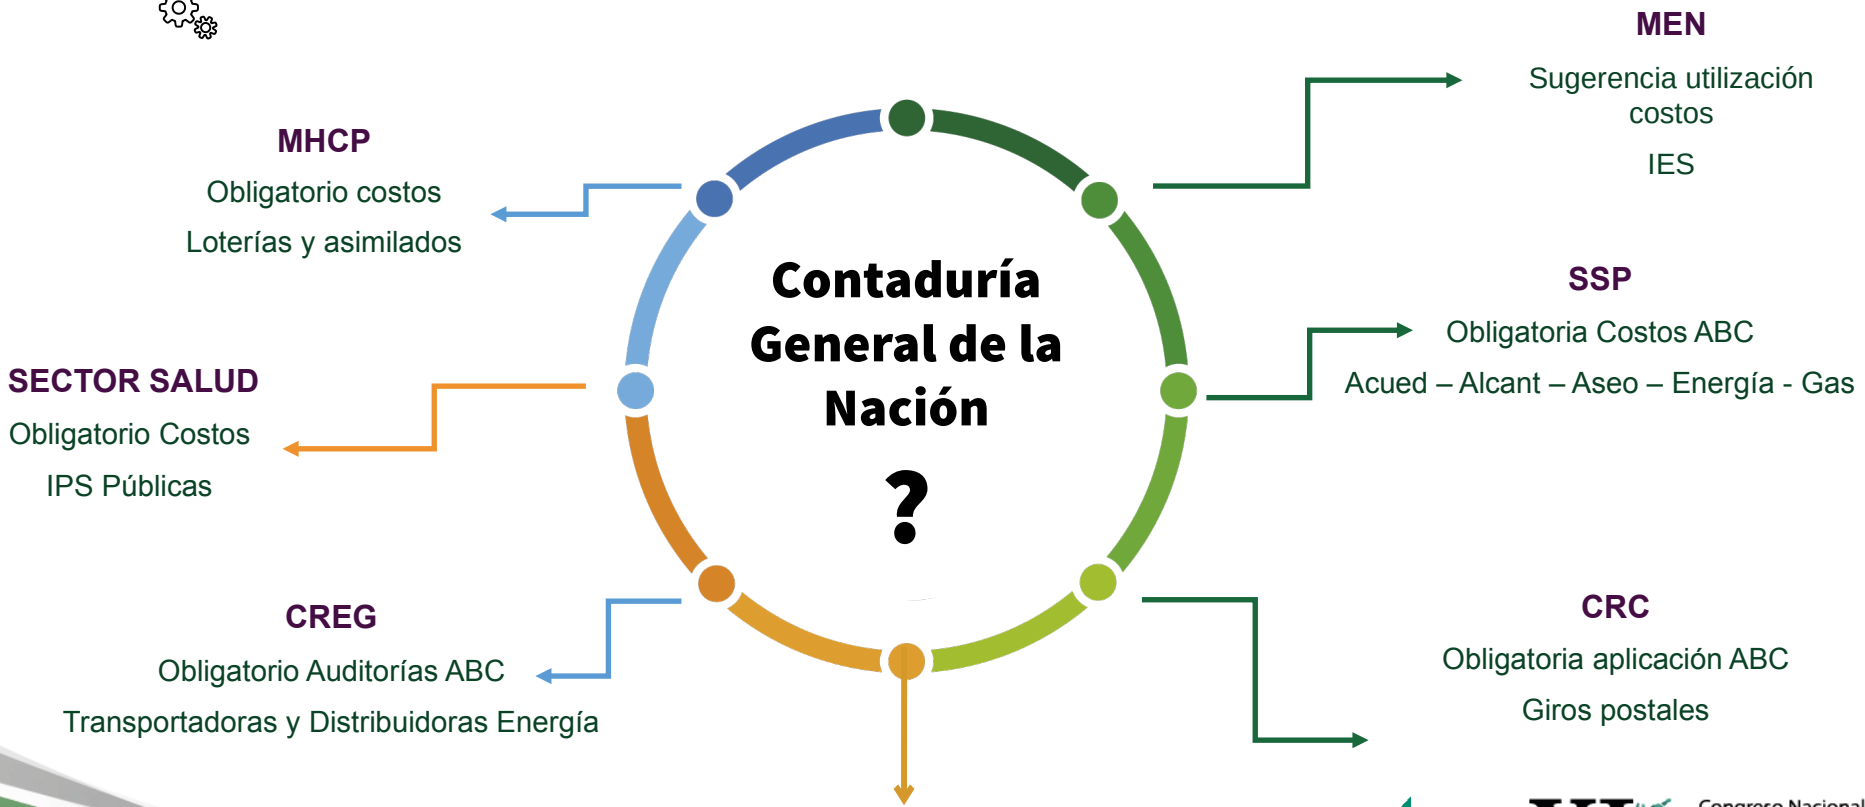 MEN
Sugerencia utilización
costos
IES
MHCP
Obligatorio costos
Loterías y asimilados
Contaduría
General de la
Nación
?
SSP
Obligatoria Costos ABC
Acued – Alcant – Aseo – Energía - Gas
SECTOR SALUD
Obligatorio Costos
IPS Públicas
CREG
Obligatorio Auditorías ABC
Transportadoras y Distribuidoras Energía
CRC
Obligatoria aplicación ABC
Giros postales
Congreso Nacional